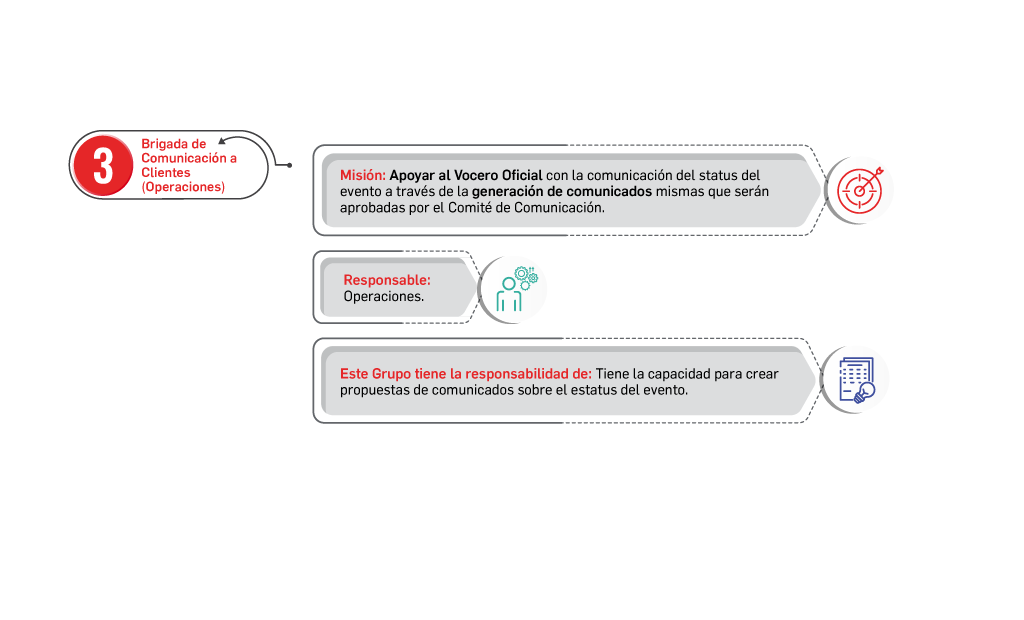 3
Brigada de
Comunicación a
Clientes
(Operaciones)
Misión: Apoyar al Vocero Oficial con la comunicación del status del
evento a través de la generación de comunicados mismas que serán
aprobadas por el Comité de Comunicación.
Responsable:
Operaciones.
Este Grupo tiene la responsabilidad de: Tiene la capacidad para crear
propuestas de comunicados sobre el estatus del evento.